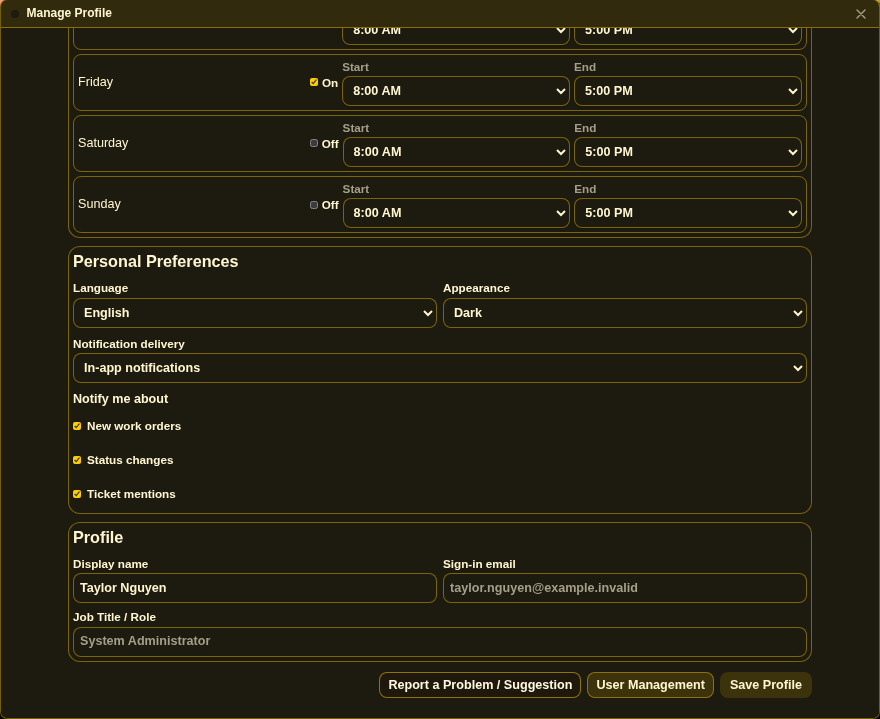 Manage Profile
8:00 AM 5:00 PM
Start End
Friday On 8:00 AM 5:00 PM
Start End
Saturday Off 8:00 AM 5:00 PM
Start End
Sunday Off 8:00 AM 5:00 PM
Personal Preferences
Language Appearance
English Dark
Notification delivery
In-app notifications
Notify me about
New work orders
Status changes
Ticket mentions
Profile
Display name Sign-in email
Taylor Nguyen taylor.nguyen@example.invalid
Job Title / Role
System Administrator
Report a Problem / Suggestion User Management Save Profile